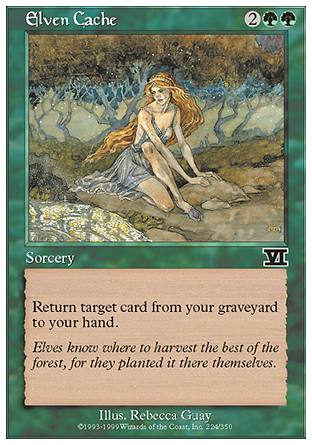 Elven Cache 2
Sorcery VI
Return target card from your graveyard
to your hand.
Elves know where to harvest the best of the
forest, for they planted it there themselves.
Illus. Rebecca Guay
©1993-1999 Wizards of the Coast, Inc. 224/350